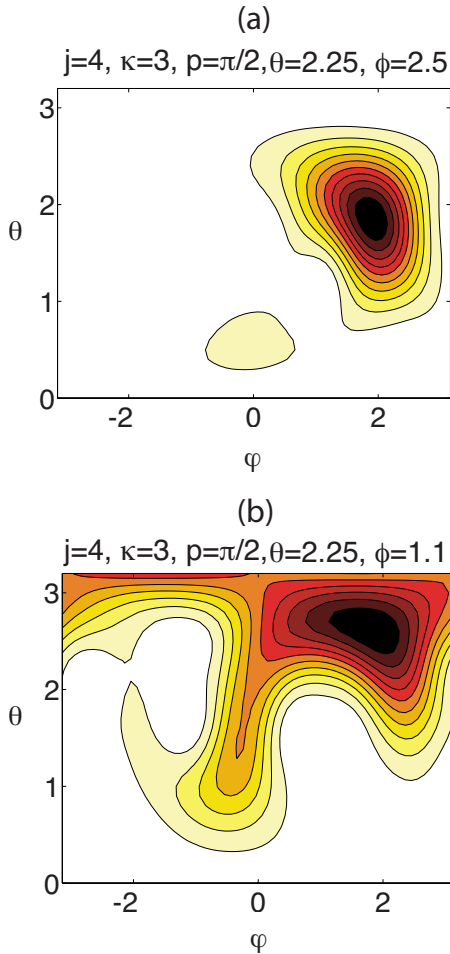 (a)
j=4, κ=3, p=π/2,θ=2.25, ϕ=2.5
3
2
θ
1
0
-2 0 2
φ
(b)
j=4, κ=3, p=π/2,θ=2.25, ϕ=1.1
3
2
θ
1
0
-2 0 2
φ